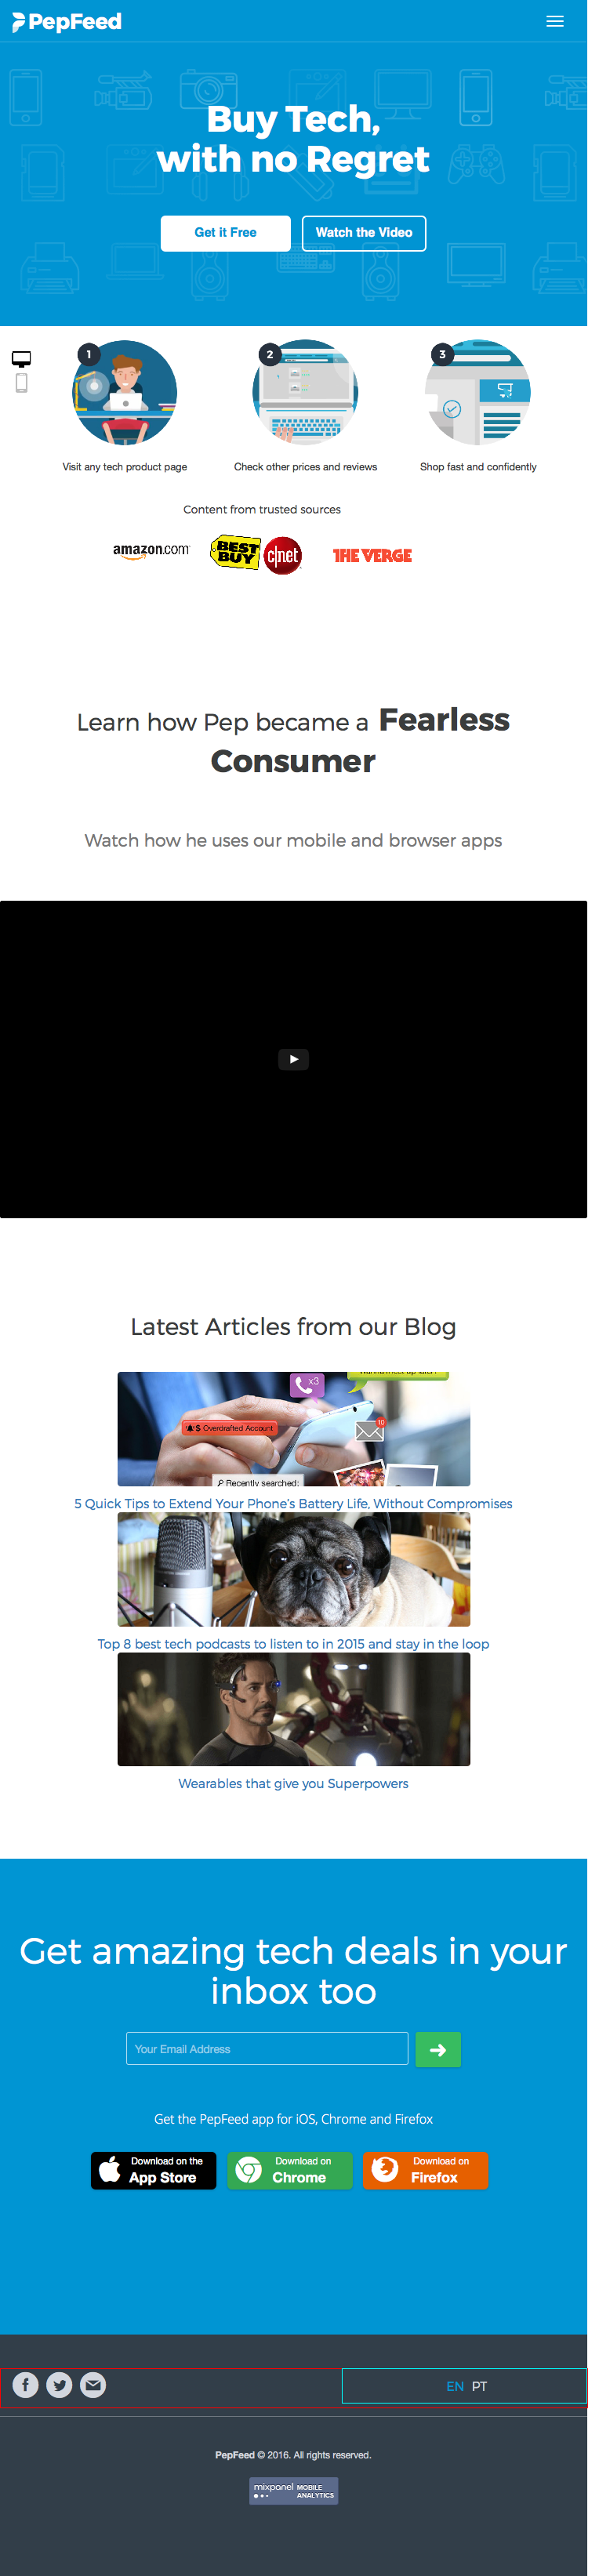 PepFeed
Buy Tech,
with no Regret
Get it Free
Watch the Video
1
2
3
Visit any tech product page
Check other prices and reviews
Shop fast and confidently
Content from trusted sources
amazon.com
BEST BUY
c|net
THE VERGE
Learn how Pep became a Fearless
Consumer
Watch how he uses our mobile and browser apps
Latest Articles from our Blog
x3
$ Overdrafted Account
10
Recently searched:
5 Quick Tips to Extend Your Phone's Battery Life, Without Compromises
Top 8 best tech podcasts to listen to in 2015 and stay in the loop
Wearables that give you Superpowers
Get amazing tech deals in your
inbox too
Your Email Address
Get the PepFeed app for iOS, Chrome and Firefox
Download on the
App Store
Download on
Chrome
Download on
Firefox
EN PT
PepFeed © 2016. All rights reserved.
mixpanel MOBILE
ANALYTICS